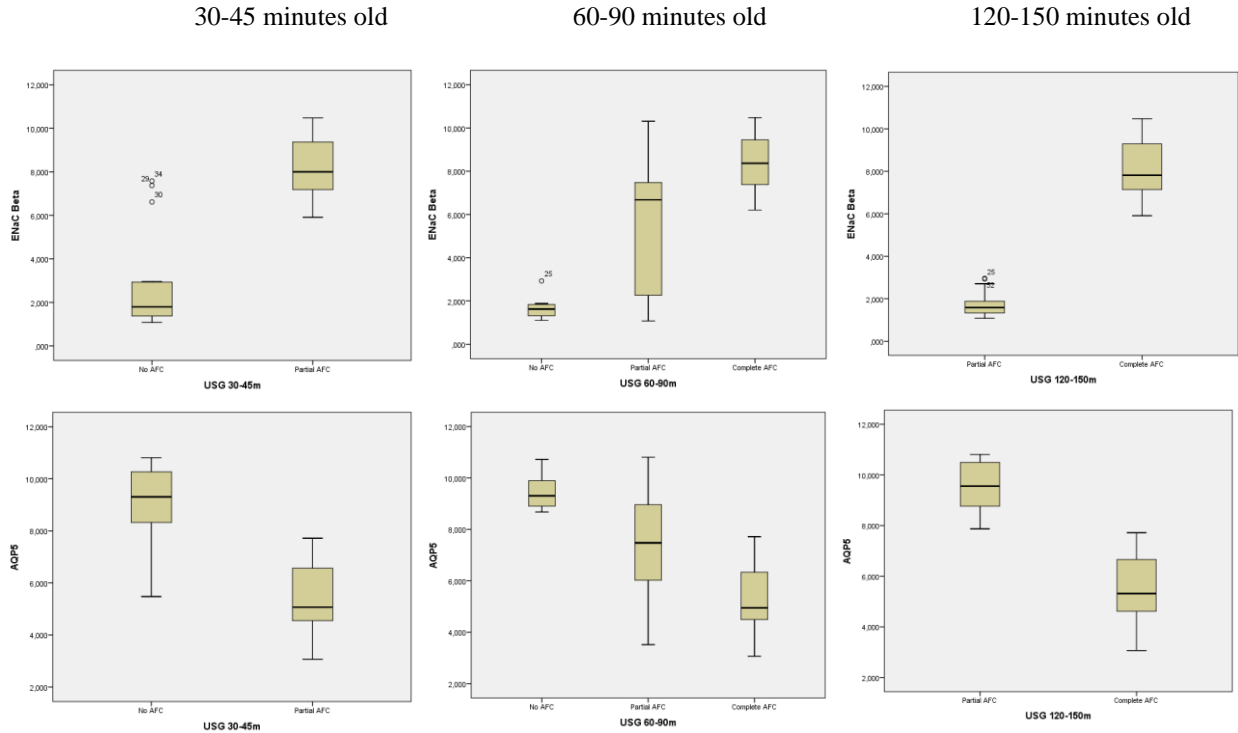 30-45 minutes old
60-90 minutes old
120-150 minutes old
12,000
10,000
8,000
6,000
4,000
2,000
,000
ENaC Beta
29
34
30
No AFC
Partial AFC
USG 30-45m
12,000
10,000
8,000
6,000
4,000
2,000
,000
ENaC Beta
25
No AFC
Partial AFC
Complete AFC
USG 60-90m
12,000
10,000
8,000
6,000
4,000
2,000
,000
ENaC Beta
25
Partial AFC
Complete AFC
USG 120-150m
12,000
10,000
8,000
6,000
4,000
2,000
AQP5
No AFC
Partial AFC
USG 30-45m
12,000
10,000
8,000
6,000
4,000
2,000
AQP5
No AFC
Partial AFC
Complete AFC
USG 60-90m
12,000
10,000
8,000
6,000
4,000
2,000
AQP5
Partial AFC
Complete AFC
USG 120-150m